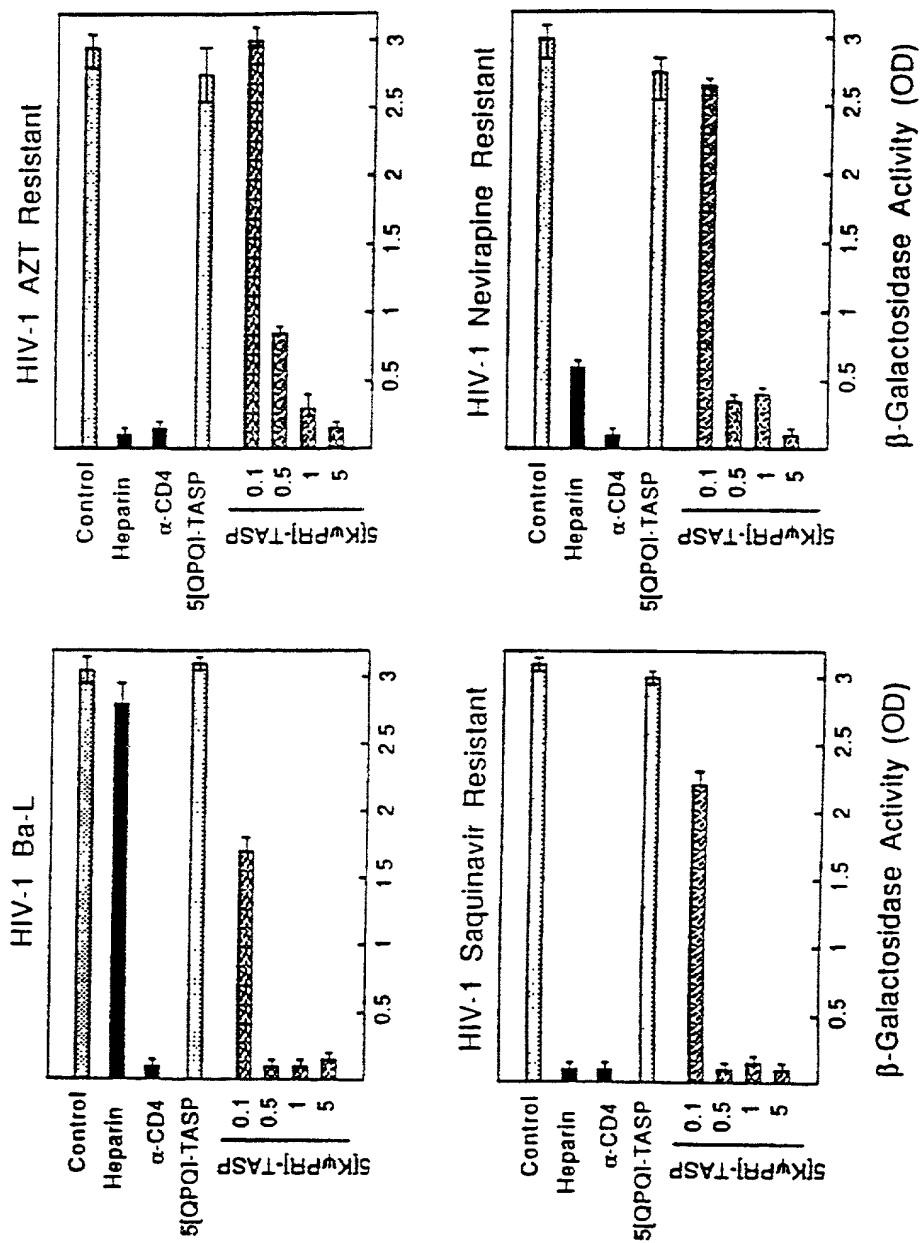 HIV-1 Ba-L
Control
Heparin
α-CD4
5[QPQ]-TASP
0.1
0.5
1
5
5[KψPR]-TASP
0.5 1 1.5 2 2.5 3
HIV-1 AZT Resistant
Control
Heparin
α-CD4
5[QPQ]-TASP
0.1
0.5
1
5
5[KψPR]-TASP
0.5 1 1.5 2 2.5 3
HIV-1 Saquinavir Resistant
Control
Heparin
α-CD4
5[QPQ]-TASP
0.1
0.5
1
5
5[KψPR]-TASP
0.5 1 1.5 2 2.5 3
β-Galactosidase Activity (OD)
HIV-1 Nevirapine Resistant
Control
Heparin
α-CD4
5[QPQ]-TASP
0.1
0.5
1
5
5[KψPR]-TASP
0.5 1 1.5 2 2.5 3
β-Galactosidase Activity (OD)